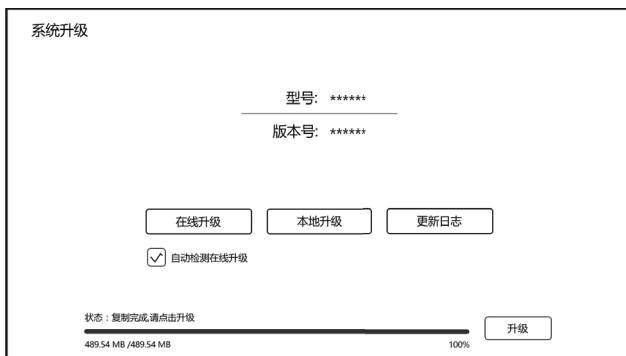 系统升级
型号: ******
版本号: ******
在线升级 本地升级 更新日志
自动检测在线升级
状态：复制完成,请点击升级
升级
489.54 MB /489.54 MB 100%